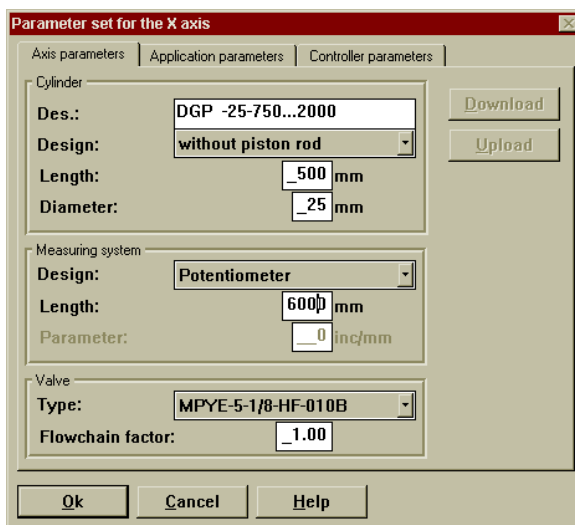 Parameter set for the X axis
Axis parameters
Application parameters
Controller parameters
Cylinder
Des.: DGP -25-750...2000
Design: without piston rod
Length: _500 mm
Diameter: _25 mm
Download
Upload
Measuring system
Design: Potentiometer
Length: 6000 mm
Parameter: __0 inc/mm
Valve
Type: MPYE-5-1/8-HF-010B
Flowchain factor: _1.00
Ok
Cancel
Help